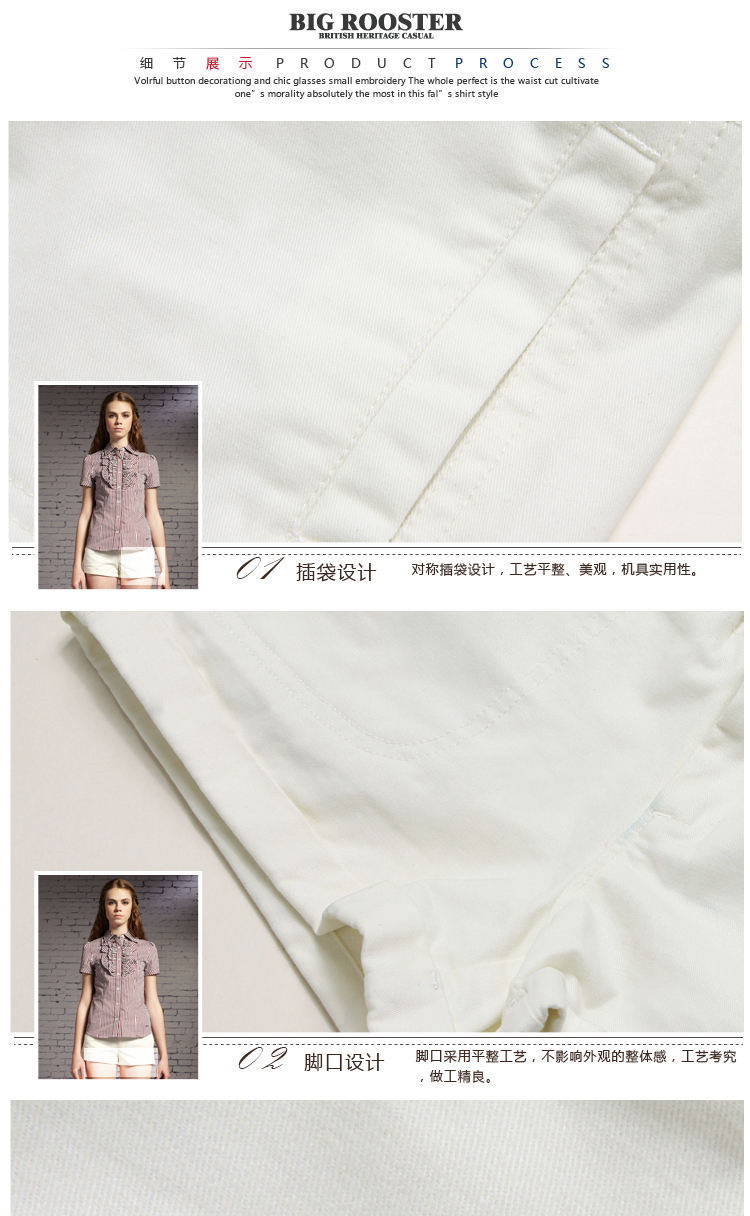 BIG ROOSTER
BRITISH HERITAGE CASUAL
细节展示 PRODUCT PROCESS
Volrful button decorationg and chic glasses small embroidery The whole perfect is the waist cut cultivate
one”s morality absolutely the most in this fal”s shirt style
01 插袋设计 对称插袋设计，工艺平整、美观，机具实用性。
02 脚口设计 脚口采用平整工艺，不影响外观的整体感，工艺考究
，做工精良。